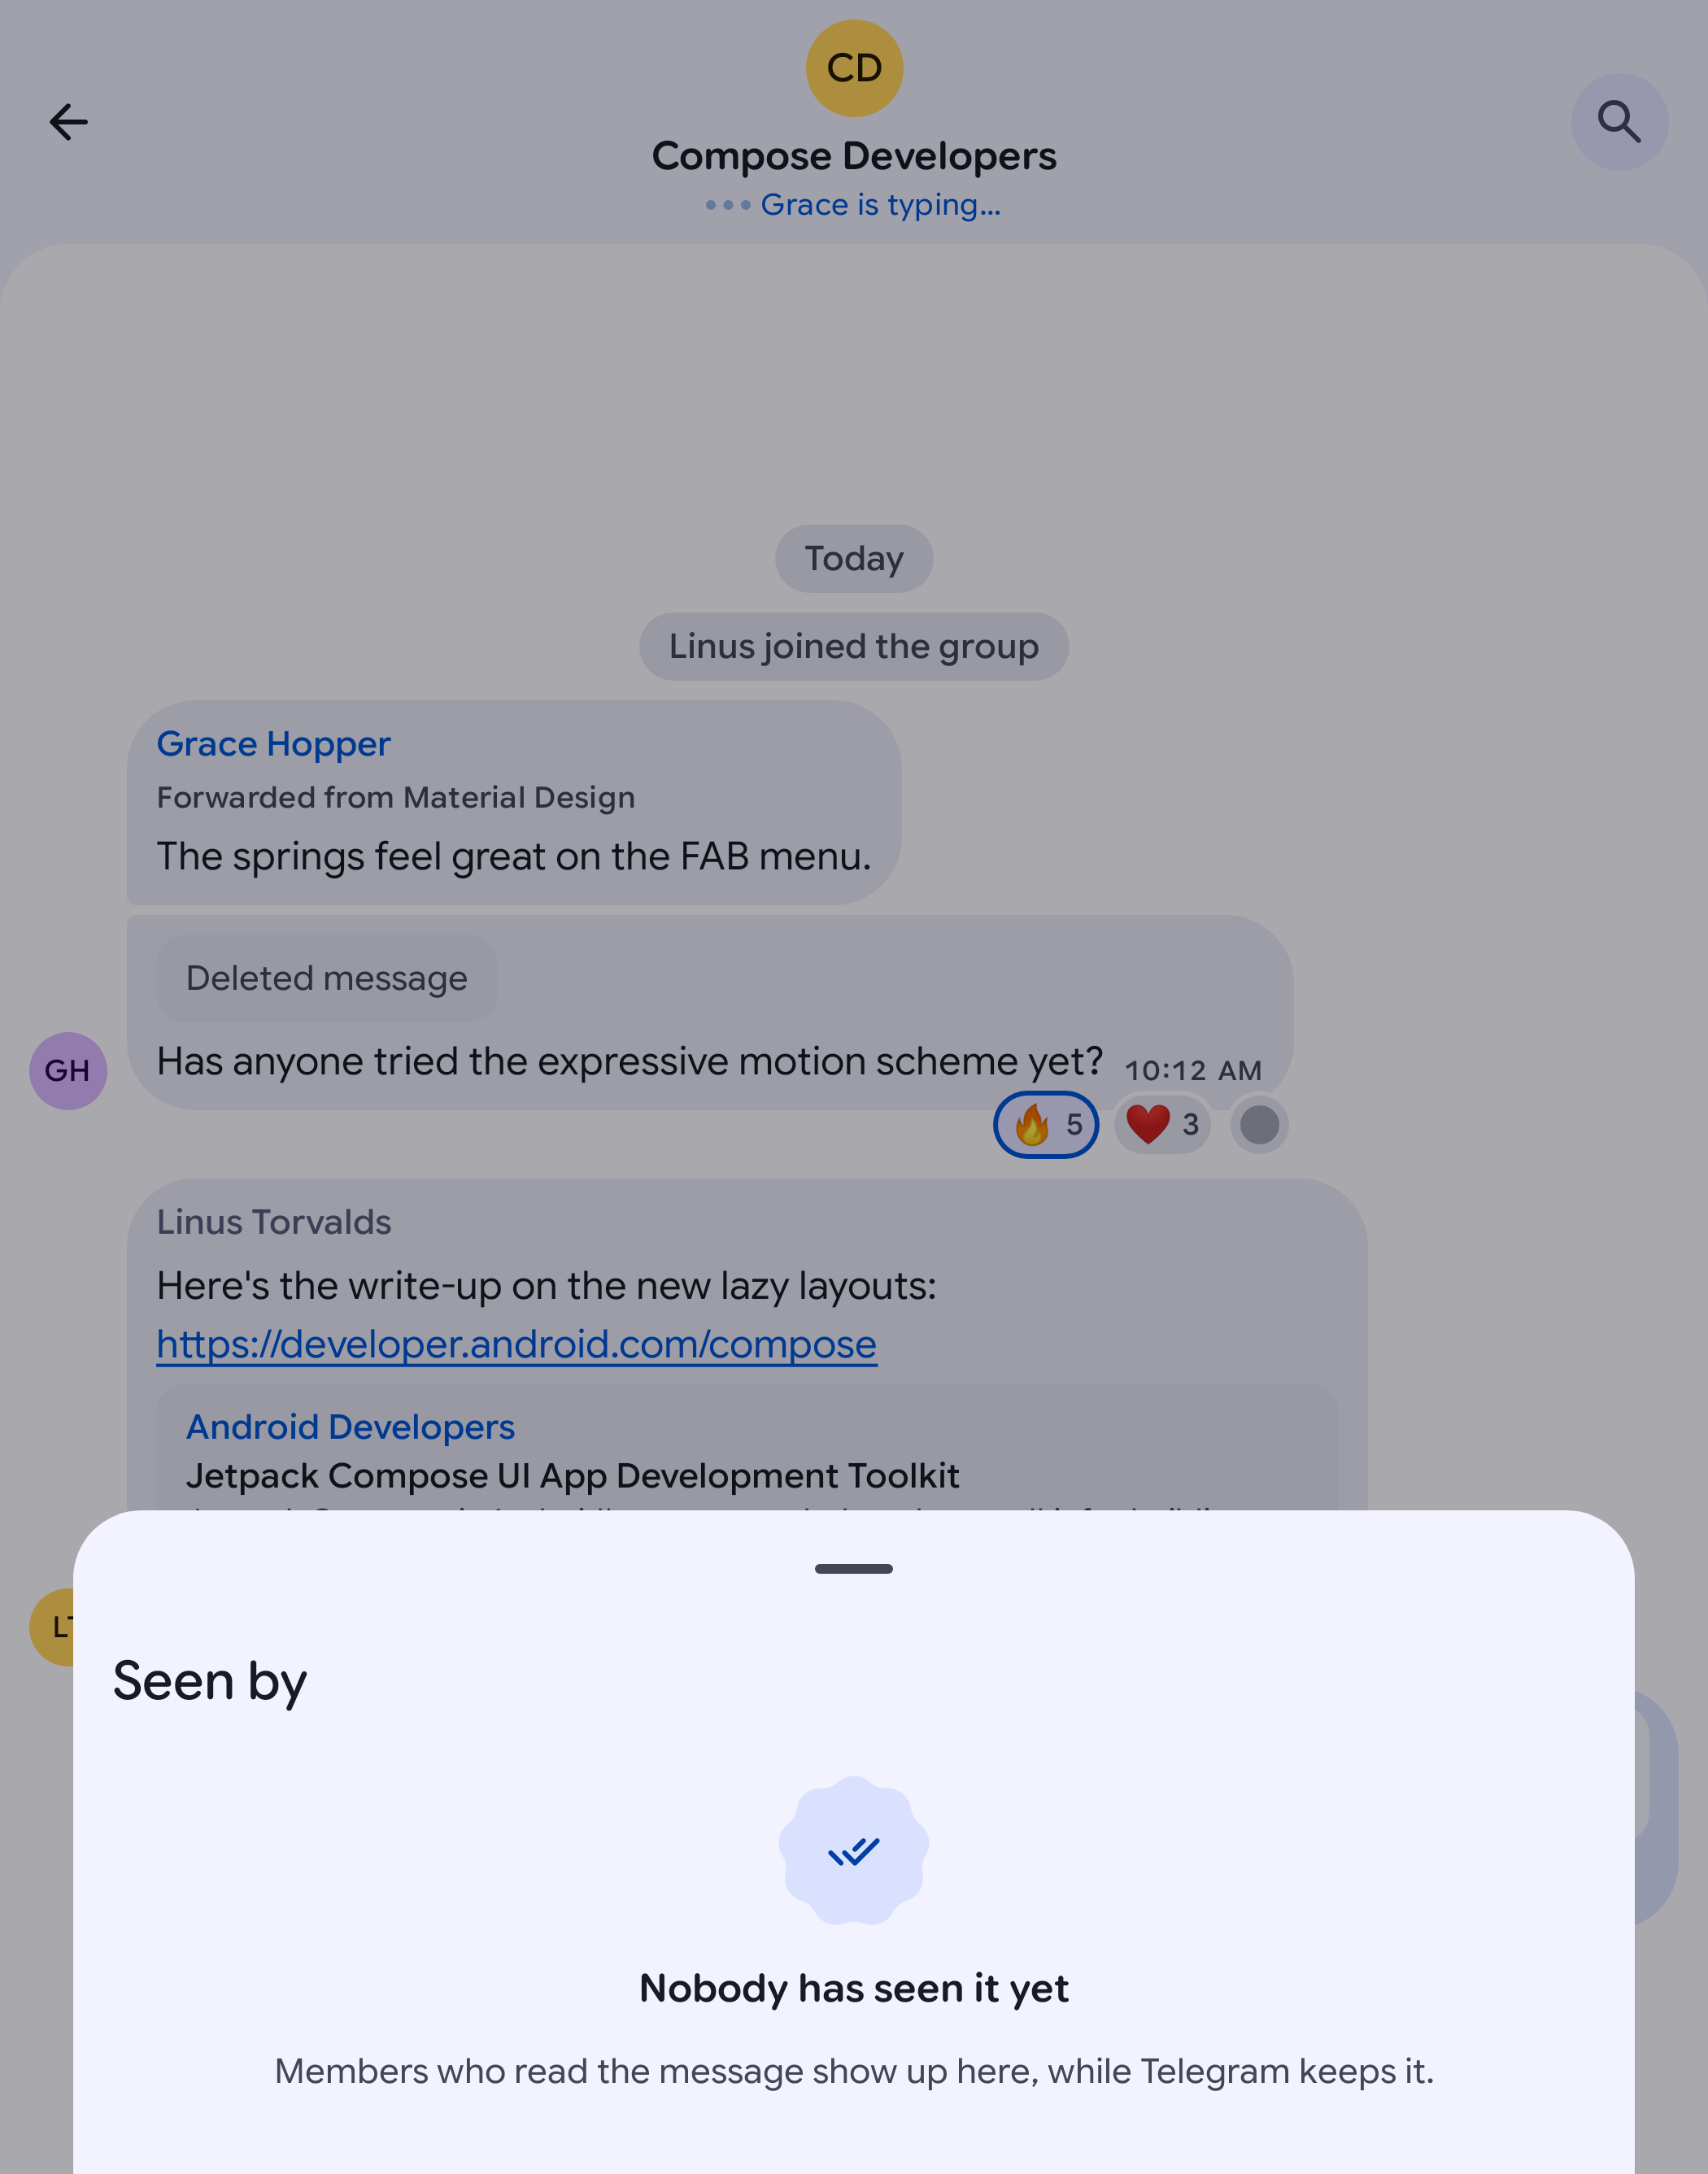 CD
Compose Developers
Grace is typing...
Today
Linus joined the group
Grace Hopper
Forwarded from Material Design
The springs feel great on the FAB menu.
Deleted message
GH
Has anyone tried the expressive motion scheme yet? 10:12 AM
🔥 5 ❤️ 3
Linus Torvalds
Here's the write-up on the new lazy layouts:
https://developer.android.com/compose
Android Developers
Jetpack Compose UI App Development Toolkit
Seen by
Nobody has seen it yet
Members who read the message show up here, while Telegram keeps it.